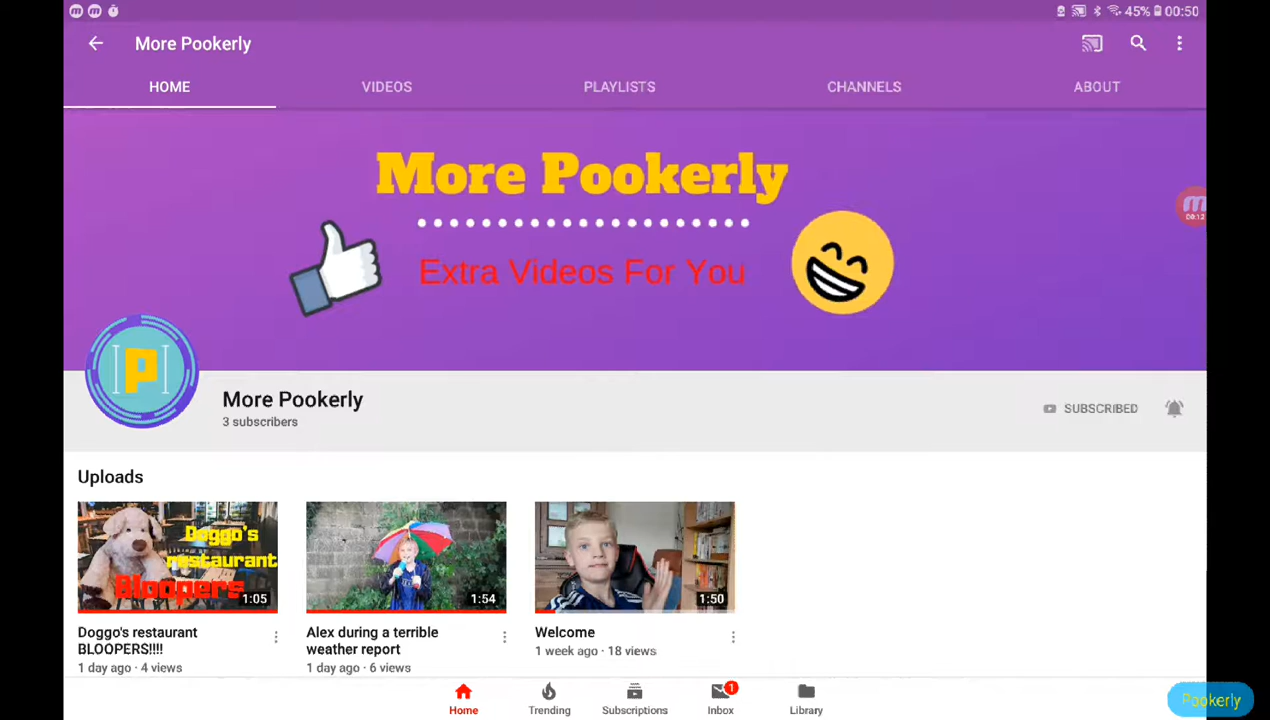 45% 00:50
More Pookerly
HOME VIDEOS PLAYLISTS CHANNELS ABOUT
More Pookerly
Extra Videos For You
00:12
P
More Pookerly
3 subscribers
SUBSCRIBED
Uploads
Doggo's
restaurant
Bloopers
1:05
1:54
1:50
Doggo's restaurant
BLOOPERS!!!!
1 day ago · 4 views
Alex during a terrible
weather report
1 day ago · 6 views
Welcome
1 week ago · 18 views
1
Home Trending Subscriptions Inbox Library
Pookerly